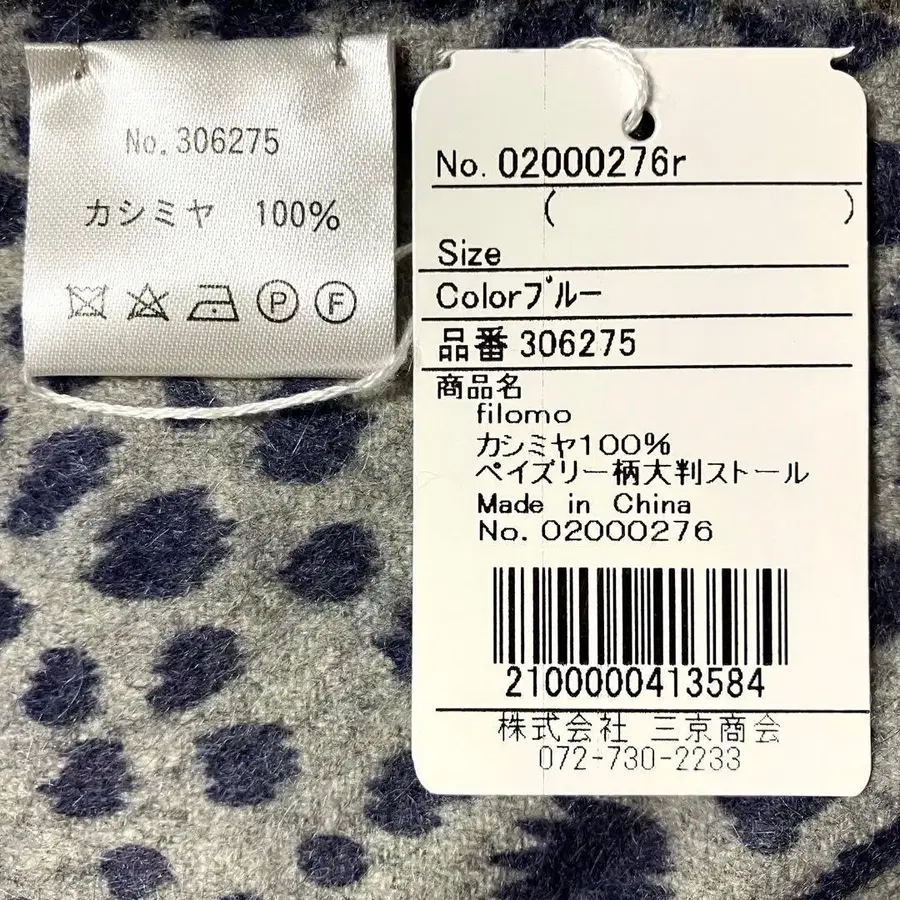 No. 306275
カシミヤ 100%
P F
No. 02000276r
( )
Size
Colorブルー
品番 306275
商品名
filomo
カシミヤ100%
ペイズリー柄大判ストール
Made in China
No. 02000276
2100000413584
株式会社 三京商会
072-730-2233